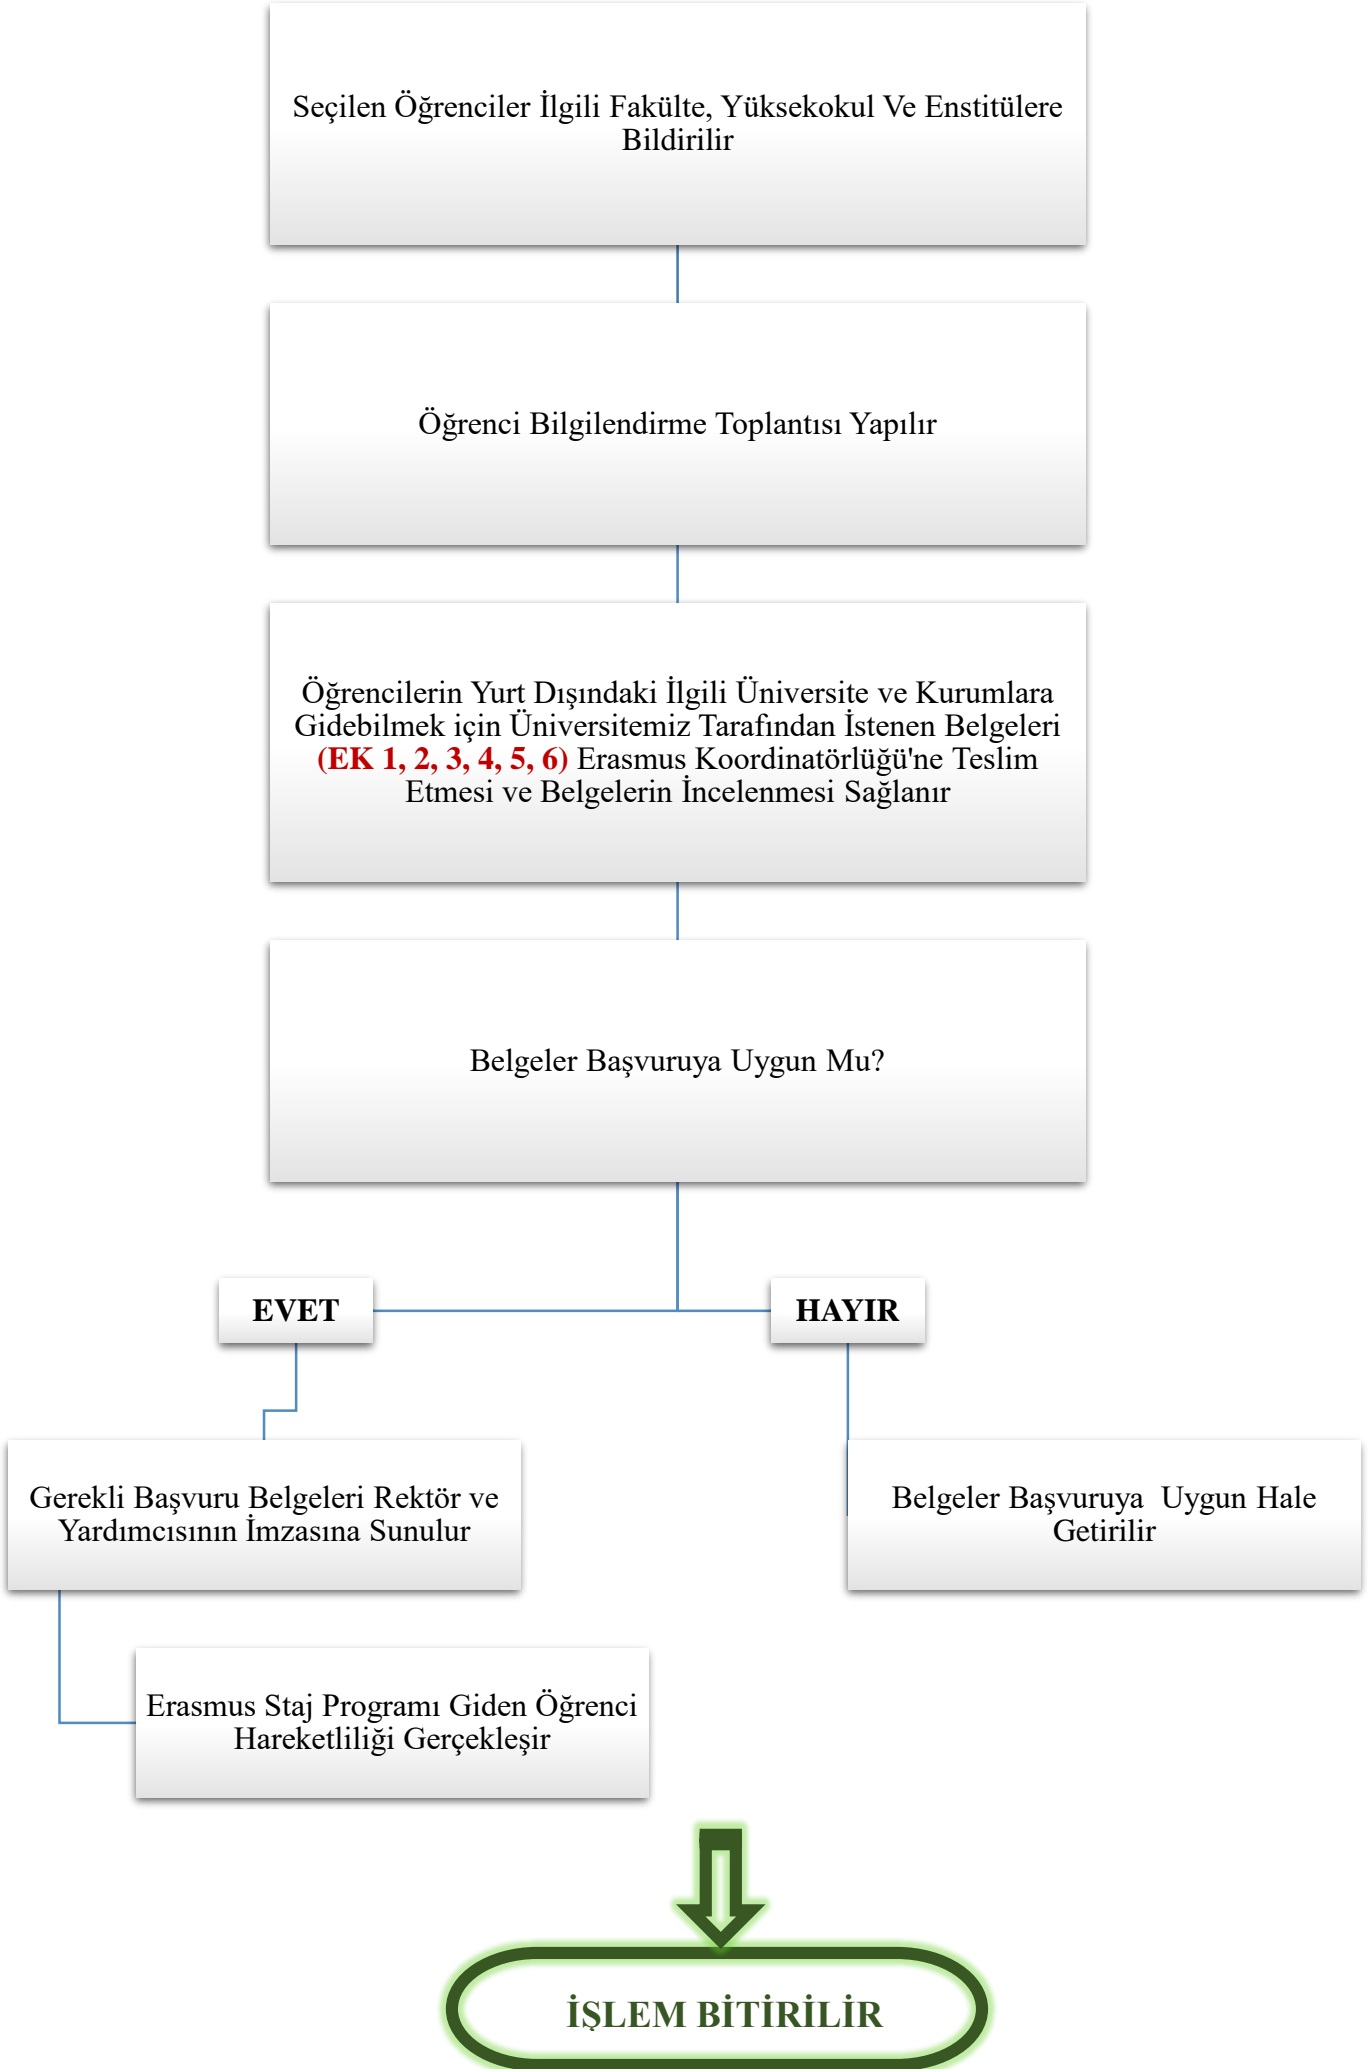 Seçilen Öğrenciler İlgili Fakülte, Yüksekokul Ve Enstitülere
Bildirilir
Öğrenci Bilgilendirme Toplantısı Yapılır
Öğrencilerin Yurt Dışındaki İlgili Üniversite ve Kurumlara
Gidebilmek için Üniversitemiz Tarafından İstenen Belgeleri
(EK 1, 2, 3, 4, 5, 6) Erasmus Koordinatörlüğü'ne Teslim
Etmesi ve Belgelerin İncelenmesi Sağlanır
Belgeler Başvuruya Uygun Mu?
EVET
HAYIR
Gerekli Başvuru Belgeleri Rektör ve
Yardımcısının İmzasına Sunulur
Belgeler Başvuruya  Uygun Hale
Getirilir
Erasmus Staj Programı Giden Öğrenci
Hareketliliği Gerçekleşir
İŞLEM BİTİRİLİR